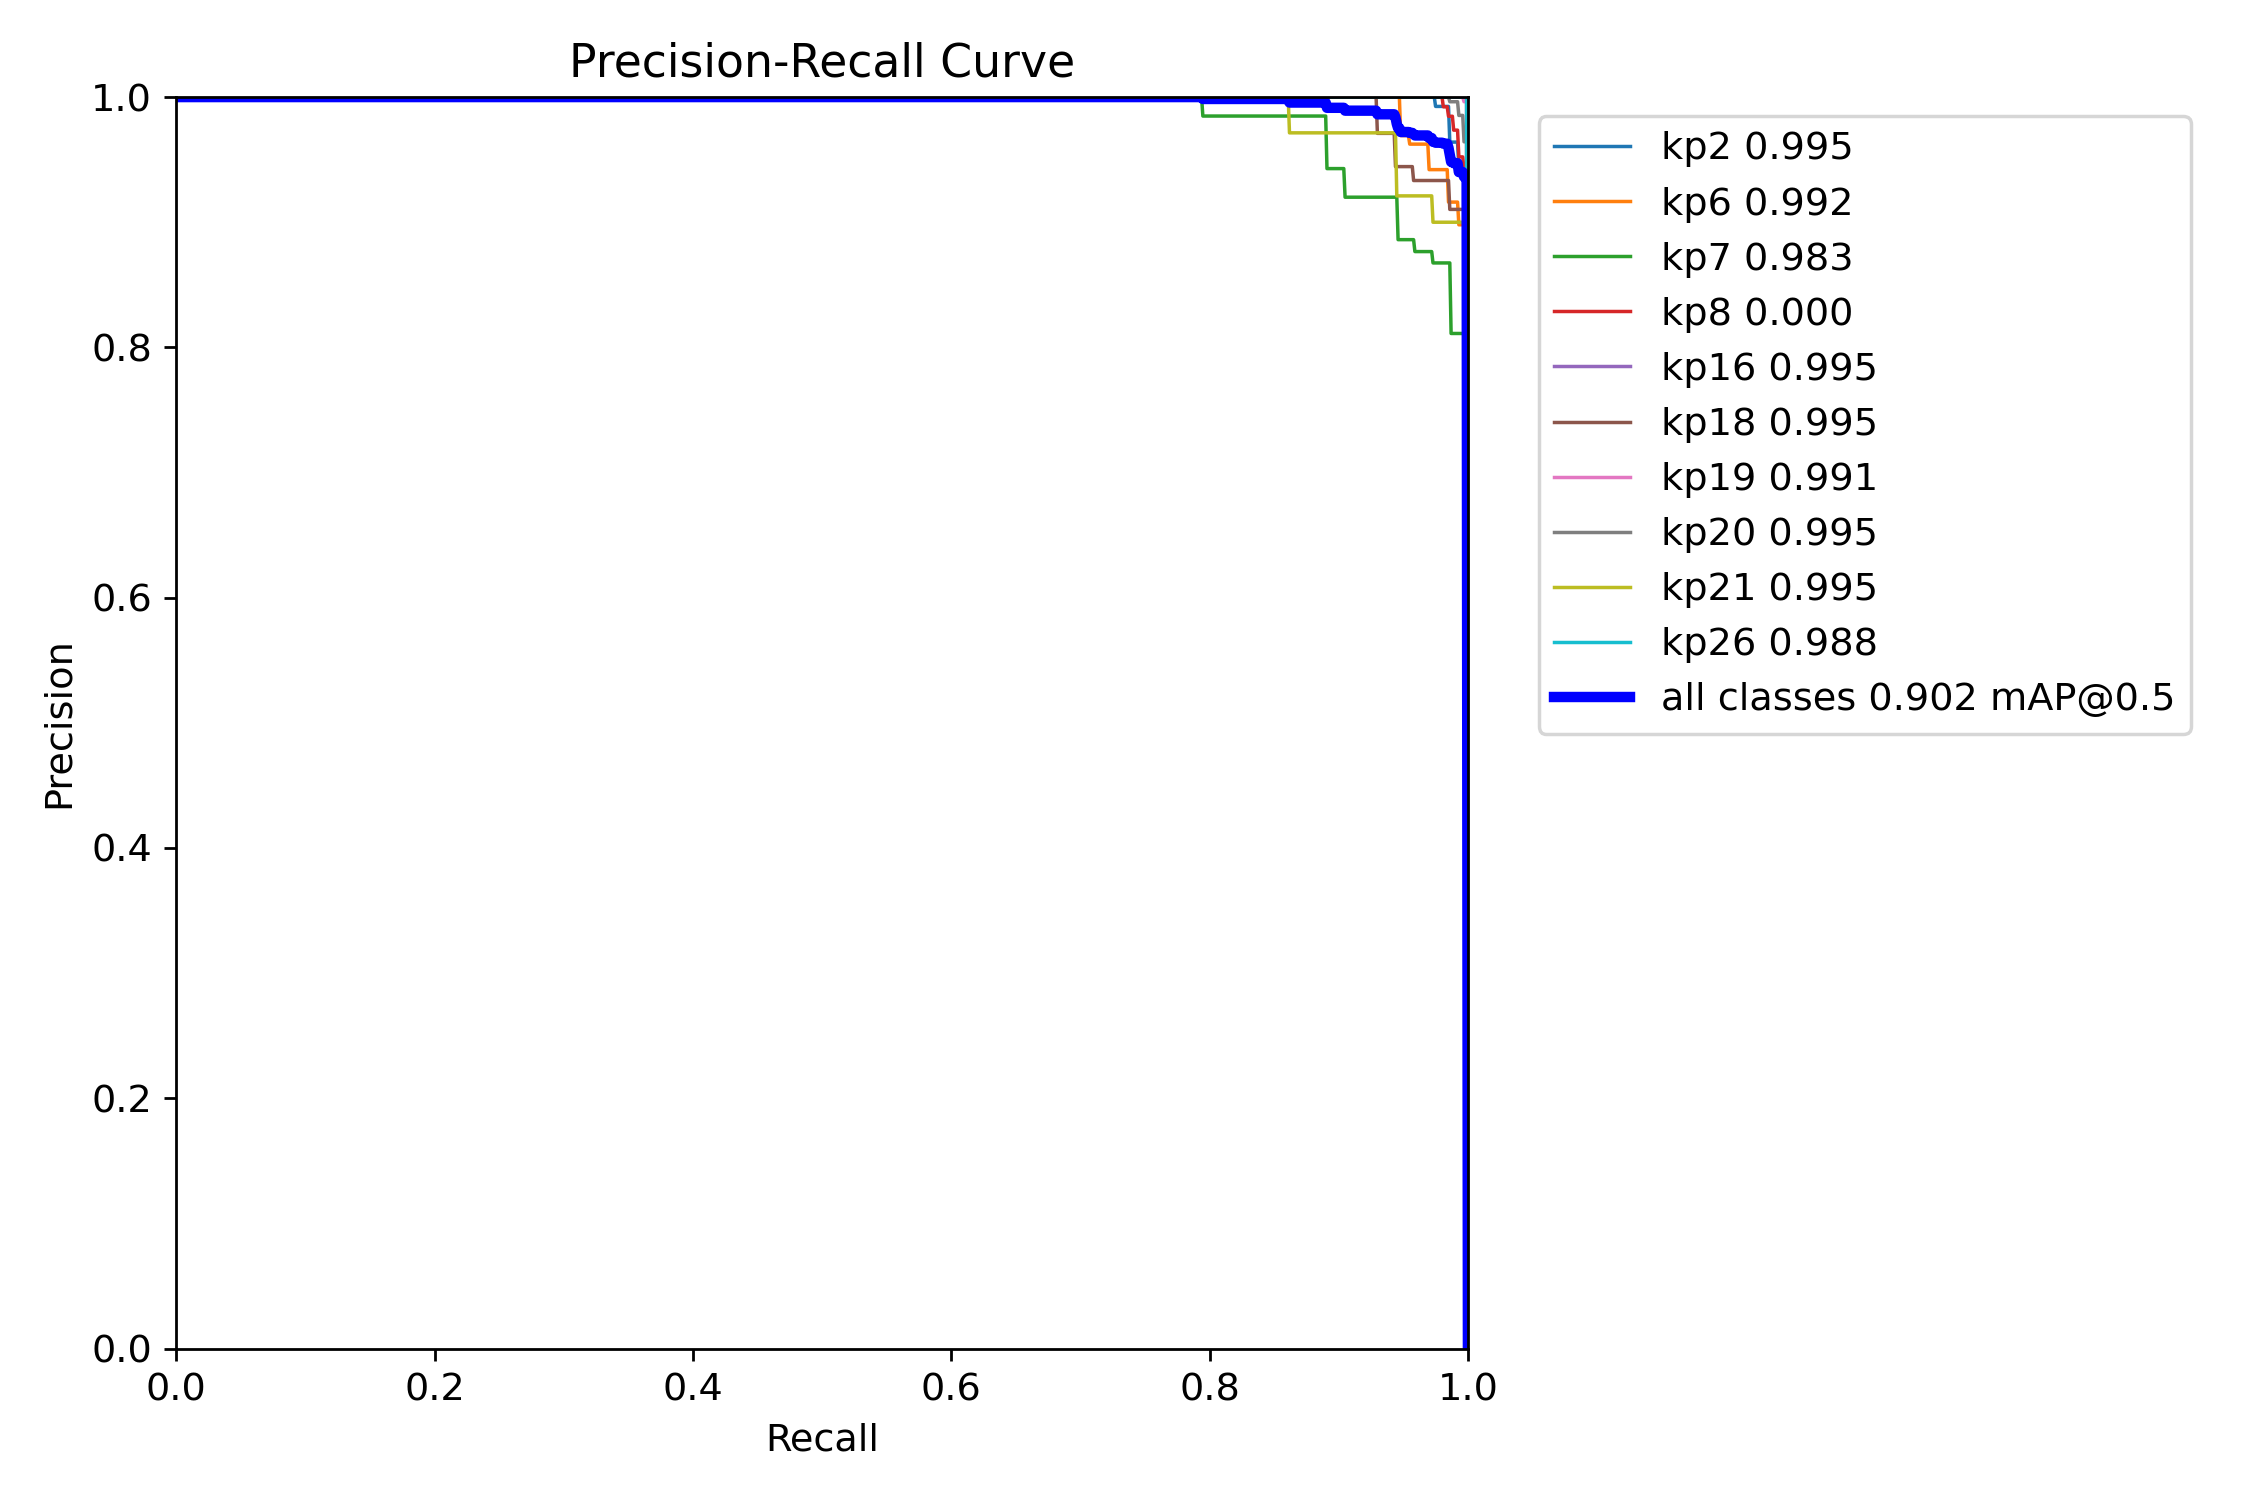 Precision-Recall Curve
1.0
0.8
0.6
0.4
0.2
0.0
Precision
0.0 0.2 0.4 0.6 0.8 1.0
Recall
kp2 0.995
kp6 0.992
kp7 0.983
kp8 0.000
kp16 0.995
kp18 0.995
kp19 0.991
kp20 0.995
kp21 0.995
kp26 0.988
all classes 0.902 mAP@0.5